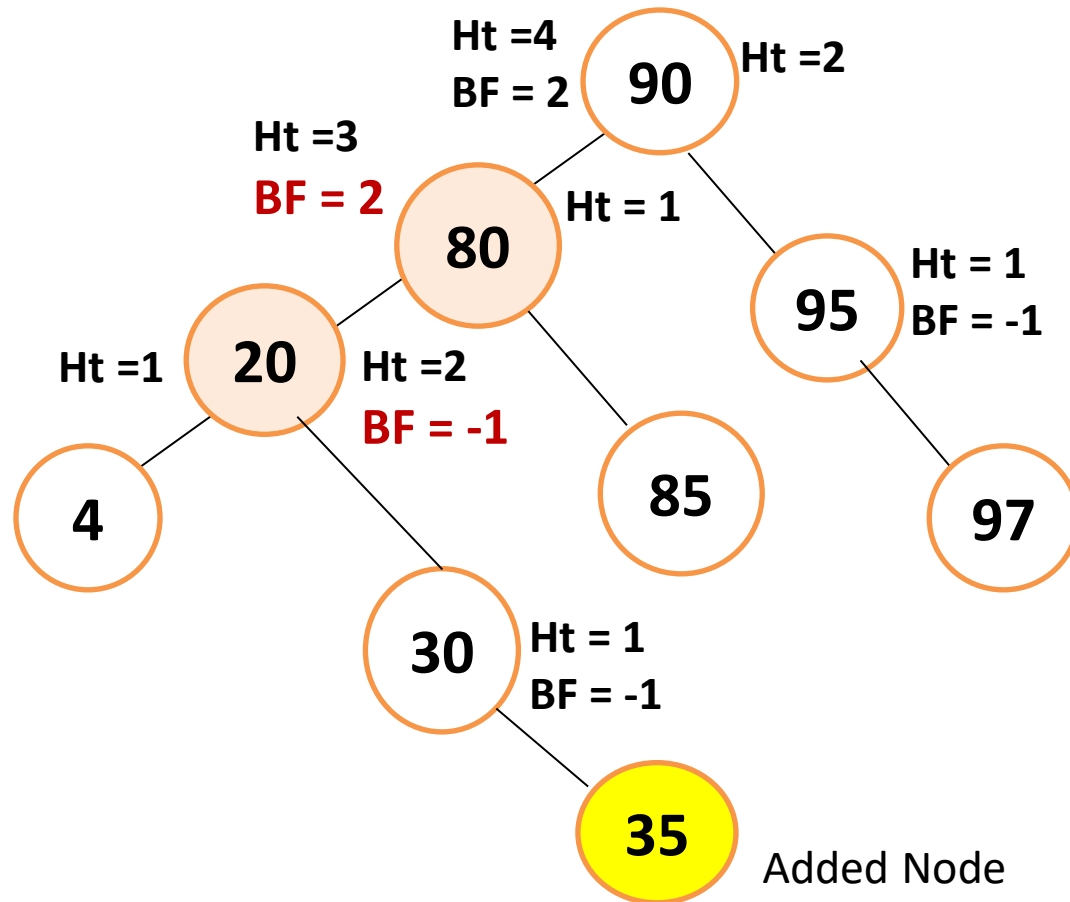 Ht =4
BF = 2
90
Ht =2
Ht =3
BF = 2
80
Ht = 1
Ht = 1
BF = -1
95
Ht =1
20
Ht =2
BF = -1
4
85
97
30
Ht = 1
BF = -1
35
Added Node